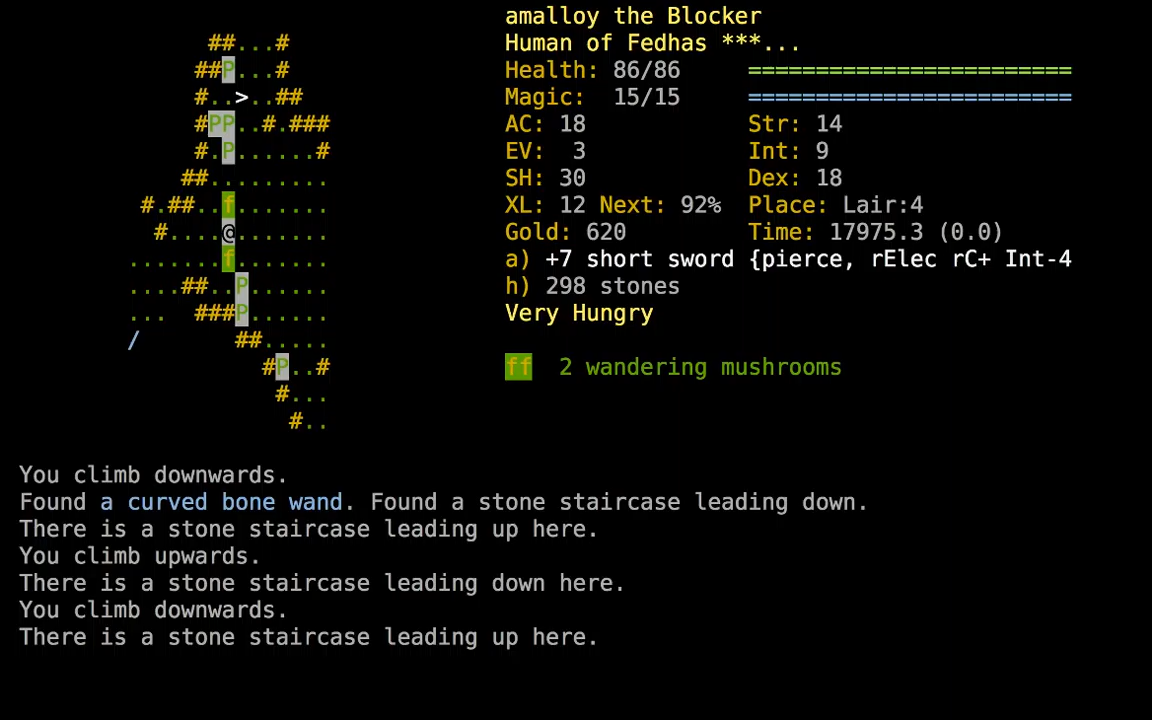 amalloy the Blocker
##...# Human of Fedhas ***...
##P...# Health: 86/86 ========================
#..>..## Magic: 15/15 ========================
#PP..#.### AC: 18 Str: 14
#.P......# EV: 3 Int: 9
##......... SH: 30 Dex: 18
#.##..f....... XL: 12 Next: 92% Place: Lair:4
#....@....... Gold: 620 Time: 17975.3 (0.0)
.......f....... a) +7 short sword {pierce, rElec rC+ Int-4
....##..P...... h) 298 stones
... ###P...... Very Hungry
/ ##.....
#P..# ff 2 wandering mushrooms
#...
#..
You climb downwards.
Found a curved bone wand. Found a stone staircase leading down.
There is a stone staircase leading up here.
You climb upwards.
There is a stone staircase leading down here.
You climb downwards.
There is a stone staircase leading up here.